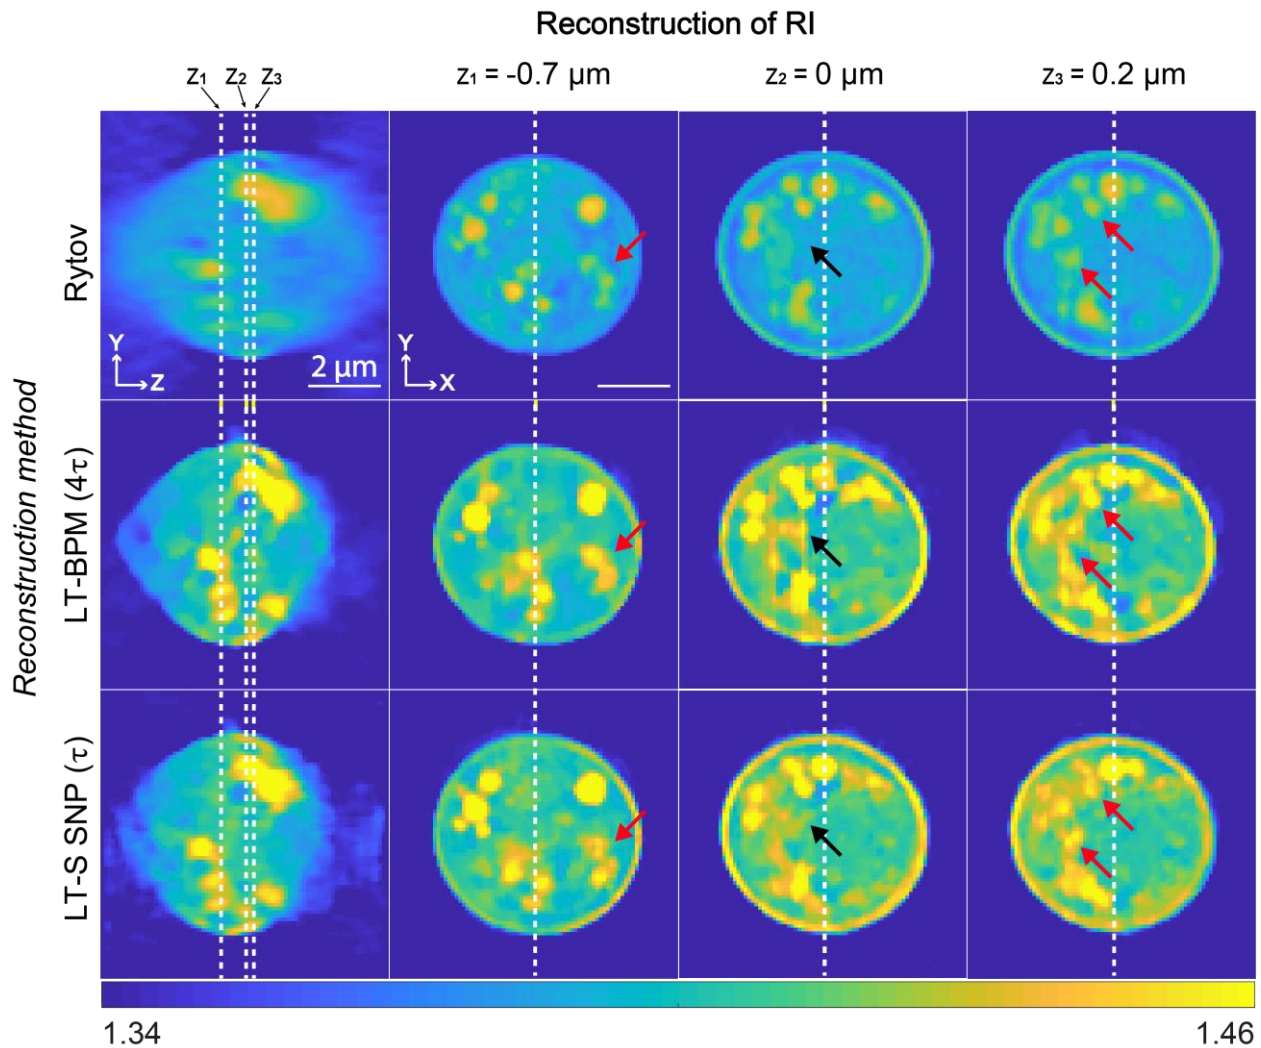 Reconstruction of RI
z₁ z₂ z₃
z₁ = -0.7 μm
z₂ = 0 μm
z₃ = 0.2 μm
Reconstruction method
Rytov
Y
Z
2 μm
Y
X
LT-BPM (4τ)
LT-S SNP (τ)
1.34
1.46